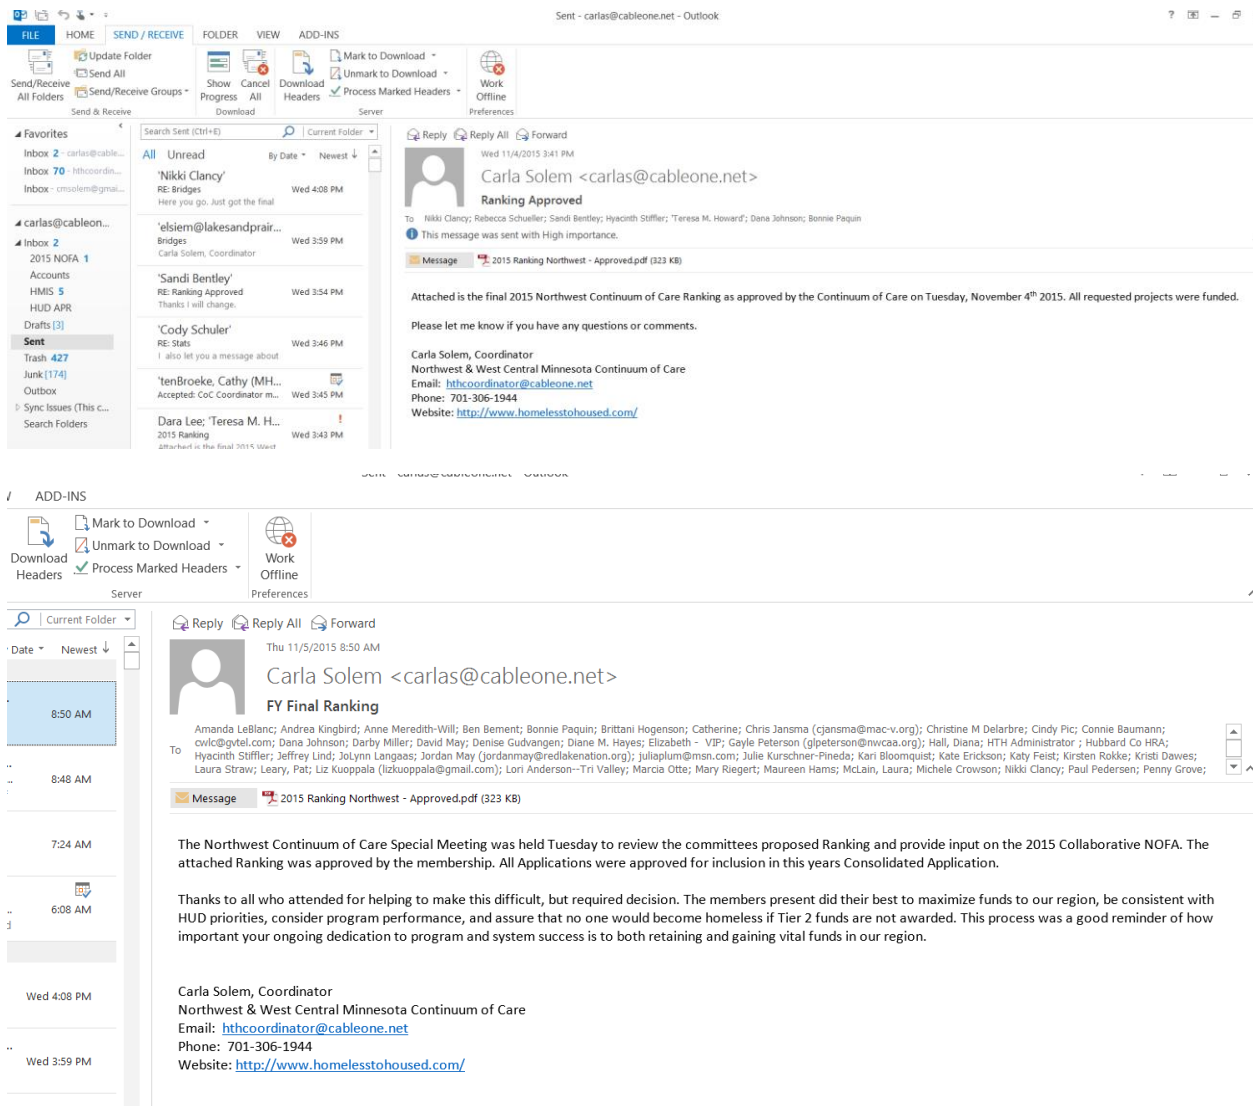 Sent - carlas@cableone.net - Outlook
FILE HOME SEND / RECEIVE FOLDER VIEW ADD-INS
Send/Receive All Folders
Update Folder
Send All
Send/Receive Groups
Show Progress
Cancel All
Download Headers
Mark to Download
Unmark to Download
Process Marked Headers
Work Offline
Send & Receive Download Server Preferences
Favorites
Inbox 2 - carlas@cable...
Inbox 70 - hthcoordin...
Inbox - cmsolem@gmai...
carlas@cableon...
Inbox 2
2015 NOFA 1
Accounts
HMIS 5
HUD APR
Drafts [3]
Sent
Trash 427
Junk [174]
Outbox
Sync Issues (This c...
Search Folders
Search Sent (Ctrl+E) Current Folder
All Unread By Date Newest
'Nikki Clancy'
RE: Bridges Wed 4:08 PM
Here you go. Just got the final
'elsiem@lakesandprair...
Bridges Wed 3:59 PM
Carla Solem, Coordinator
'Sandi Bentley'
RE: Ranking Approved Wed 3:54 PM
Thanks I will change.
'Cody Schuler'
RE: Stats Wed 3:46 PM
I also let you a message about
'tenBroeke, Cathy (MH...
Accepted: CoC Coordinator m... Wed 3:45 PM
Dara Lee; 'Teresa M. H... !
2015 Ranking Wed 3:43 PM
Attached is the final 2015 West
Reply Reply All Forward
Wed 11/4/2015 3:41 PM
Carla Solem <carlas@cableone.net>
Ranking Approved
To Nikki Clancy; Rebecca Schueller; Sandi Bentley; Hyacinth Stiffler; 'Teresa M. Howard'; Dana Johnson; Bonnie Paquin
This message was sent with High importance.
Message 2015 Ranking Northwest - Approved.pdf (323 KB)
Attached is the final 2015 Northwest Continuum of Care Ranking as approved by the Continuum of Care on Tuesday, November 4th 2015. All requested projects were funded.
Please let me know if you have any questions or comments.
Carla Solem, Coordinator
Northwest & West Central Minnesota Continuum of Care
Email: hthcoordinator@cableone.net
Phone: 701-306-1944
Website: http://www.homelesstohoused.com/
Sent - carlas@cableone.net - Outlook
ADD-INS
Download Headers
Mark to Download
Unmark to Download
Process Marked Headers
Work Offline
Server Preferences
Current Folder
Date Newest
8:50 AM
8:48 AM
7:24 AM
6:08 AM
Wed 4:08 PM
Wed 3:59 PM
Reply Reply All Forward
Thu 11/5/2015 8:50 AM
Carla Solem <carlas@cableone.net>
FY Final Ranking
To
Amanda LeBlanc; Andrea Kingbird; Anne Meredith-Will; Ben Bement; Bonnie Paquin; Brittani Hogenson; Catherine; Chris Jansma (cjansma@mac-v.org); Christine M Delarbre; Cindy Pic; Connie Baumann;
cwlc@gvtel.com; Dana Johnson; Darby Miller; David May; Denise Gudvangen; Diane M. Hayes; Elizabeth - VIP; Gayle Peterson (glpeterson@nwcaa.org); Hall, Diana; HTH Administrator ; Hubbard Co HRA;
Hyacinth Stiffler; Jeffrey Lind; JoLynn Langaas; Jordan May (jordanmay@redlakenation.org); juliaplum@msn.com; Julie Kurschner-Pineda; Kari Bloomquist; Kate Erickson; Katy Feist; Kirsten Rokke; Kristi Dawes;
Laura Straw; Leary, Pat; Liz Kuoppala (lizkuoppala@gmail.com); Lori Anderson--Tri Valley; Marcia Otte; Mary Riegert; Maureen Hams; McLain, Laura; Michele Crowson; Nikki Clancy; Paul Pedersen; Penny Grove;
Message 2015 Ranking Northwest - Approved.pdf (323 KB)
The Northwest Continuum of Care Special Meeting was held Tuesday to review the committees proposed Ranking and provide input on the 2015 Collaborative NOFA. The
attached Ranking was approved by the membership. All Applications were approved for inclusion in this years Consolidated Application.
Thanks to all who attended for helping to make this difficult, but required decision. The members present did their best to maximize funds to our region, be consistent with
HUD priorities, consider program performance, and assure that no one would become homeless if Tier 2 funds are not awarded. This process was a good reminder of how
important your ongoing dedication to program and system success is to both retaining and gaining vital funds in our region.
Carla Solem, Coordinator
Northwest & West Central Minnesota Continuum of Care
Email: hthcoordinator@cableone.net
Phone: 701-306-1944
Website: http://www.homelesstohoused.com/